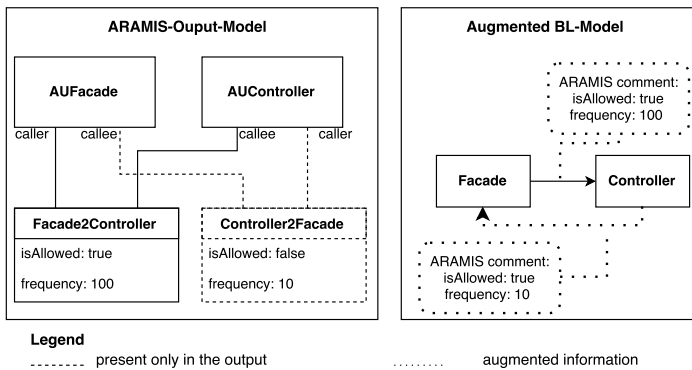 ARAMIS-Ouput-Model
AUFacade
AUController
caller
callee
callee
caller
Facade2Controller
isAllowed: true
frequency: 100
Controller2Facade
isAllowed: false
frequency: 10
Augmented BL-Model
ARAMIS comment:
isAllowed: true
frequency: 100
Facade
Controller
ARAMIS comment:
isAllowed: true
frequency: 10
Legend
present only in the output
augmented information